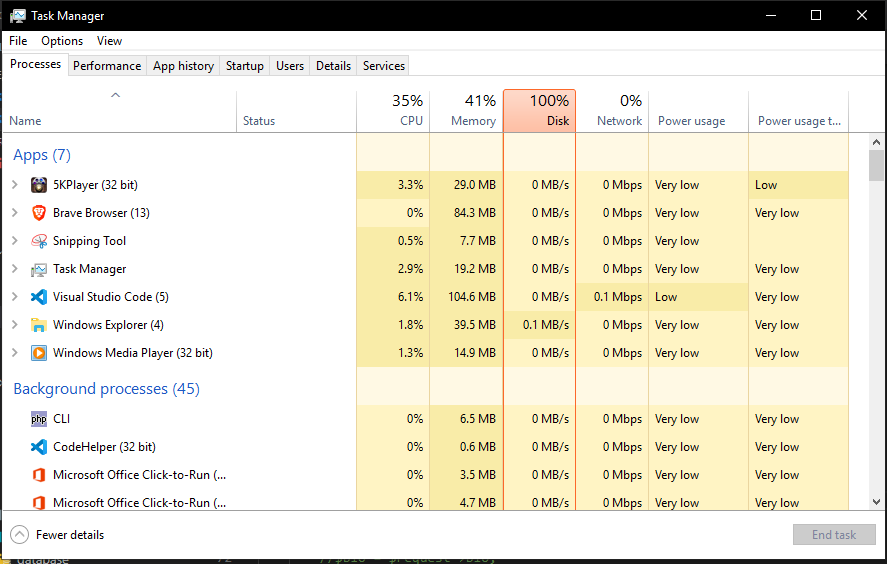 Task Manager
File Options View
Processes Performance App history Startup Users Details Services
35% 41% 100% 0%
Name Status CPU Memory Disk Network Power usage Power usage t...
Apps (7)
5KPlayer (32 bit) 3.3% 29.0 MB 0 MB/s 0 Mbps Very low Low
Brave Browser (13) 0% 84.3 MB 0 MB/s 0 Mbps Very low Very low
Snipping Tool 0.5% 7.7 MB 0 MB/s 0 Mbps Very low
Task Manager 2.9% 19.2 MB 0 MB/s 0 Mbps Very low Very low
Visual Studio Code (5) 6.1% 104.6 MB 0 MB/s 0.1 Mbps Low Very low
Windows Explorer (4) 1.8% 39.5 MB 0.1 MB/s 0 Mbps Very low Very low
Windows Media Player (32 bit) 1.3% 14.9 MB 0 MB/s 0 Mbps Very low Very low
Background processes (45)
php CLI 0% 6.5 MB 0 MB/s 0 Mbps Very low Very low
CodeHelper (32 bit) 0% 0.6 MB 0 MB/s 0 Mbps Very low Very low
Microsoft Office Click-to-Run (... 0% 3.5 MB 0 MB/s 0 Mbps Very low Very low
Microsoft Office Click-to-Run (... 0% 4.7 MB 0 MB/s 0 Mbps Very low Very low
Fewer details End task
database